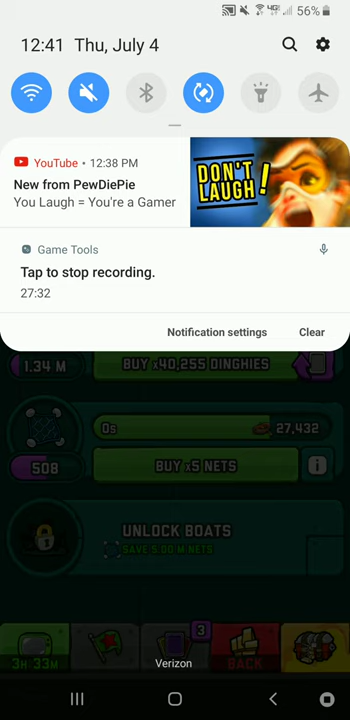 12:41 Thu, July 4
56%
YouTube • 12:38 PM
New from PewDiePie
You Laugh = You're a Gamer
DON'T
LAUGH!
Game Tools
Tap to stop recording.
27:32
Notification settings
Clear
1.34 M
BUY x40,255 DINGHIES
0s
27,432
508
BUY x5 NETS
i
UNLOCK BOATS
SAVE 5.00 M NETS
3
3H 33M
BACK
Verizon